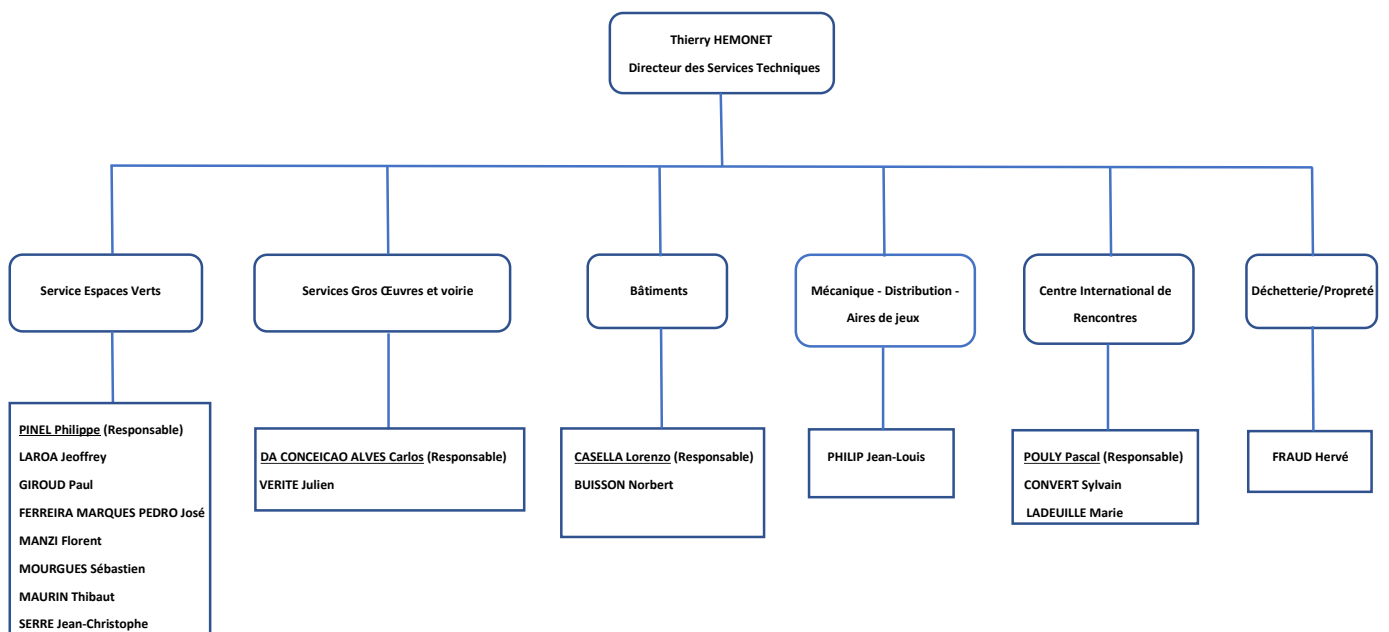 Thierry HEMONET
Directeur des Services Techniques
Service Espaces Verts
Services Gros Œuvres et voirie
Bâtiments
Mécanique - Distribution -
Aires de jeux
Centre International de
Rencontres
Déchetterie/Propreté
PINEL Philippe (Responsable)
LAROA Jeoffrey
GIROUD Paul
FERREIRA MARQUES PEDRO José
MANZI Florent
MOURGUES Sébastien
MAURIN Thibaut
SERRE Jean-Christophe
DA CONCEICAO ALVES Carlos (Responsable)
VERITE Julien
CASELLA Lorenzo (Responsable)
BUISSON Norbert
PHILIP Jean-Louis
POULY Pascal (Responsable)
CONVERT Sylvain
LADEUILLE Marie
FRAUD Hervé